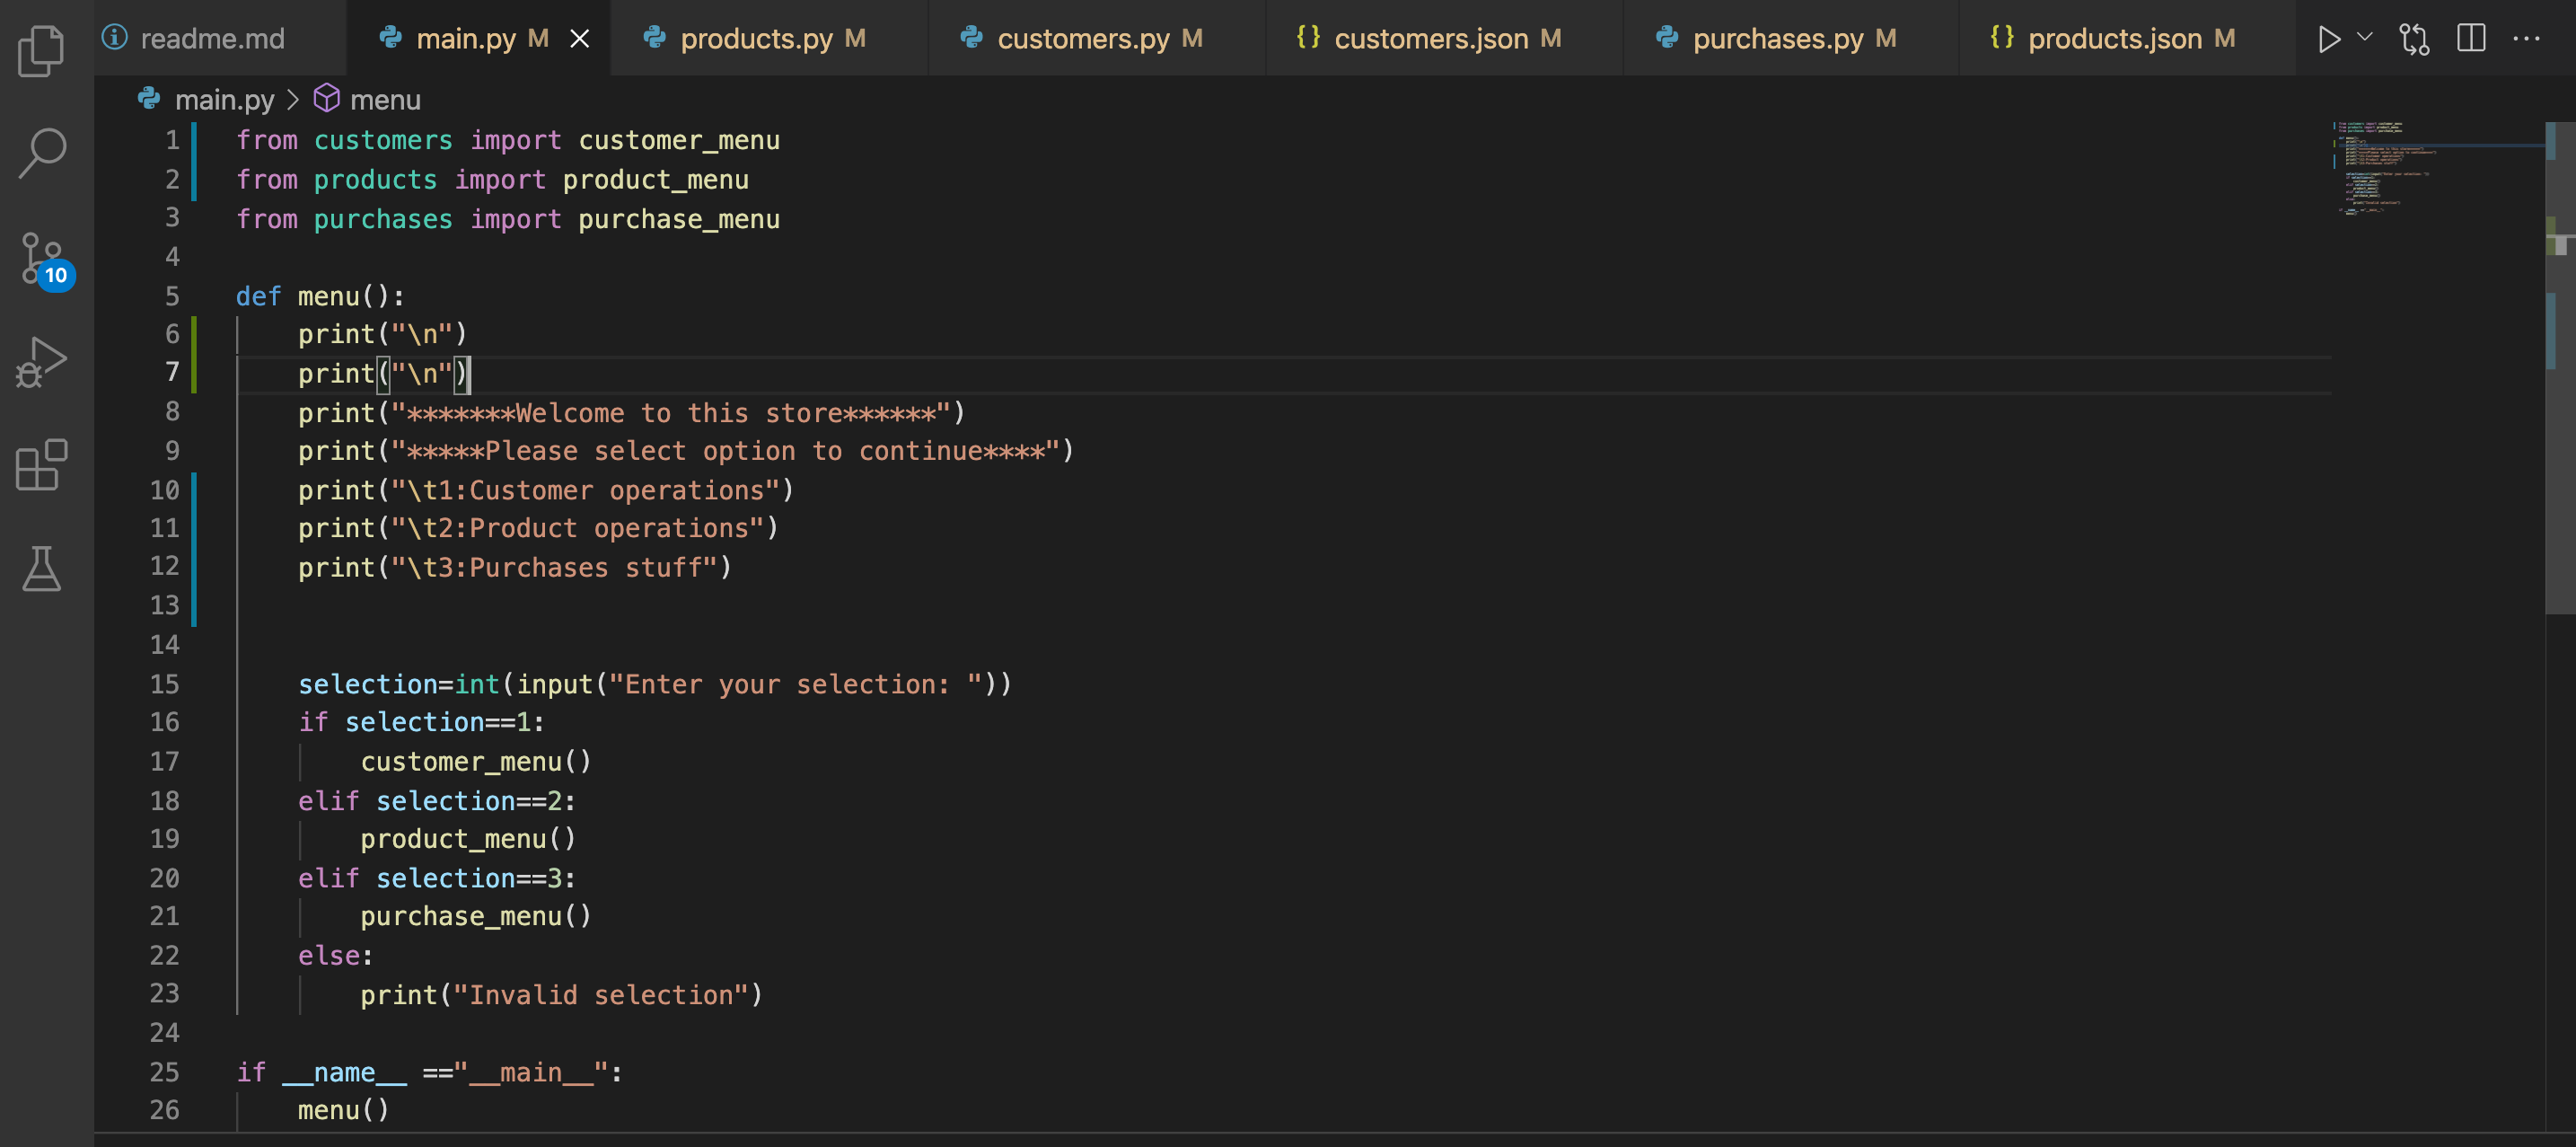 readme.md main.py M products.py M customers.py M {} customers.json M purchases.py M {} products.json M
main.py > menu
10
1 from customers import customer_menu
2 from products import product_menu
3 from purchases import purchase_menu
4
5 def menu():
6     print("\n")
7     print("\n")
8     print("*******Welcome to this store******")
9     print("*****Please select option to continue****")
10     print("\t1:Customer operations")
11     print("\t2:Product operations")
12     print("\t3:Purchases stuff")
13
14
15     selection=int(input("Enter your selection: "))
16     if selection==1:
17         customer_menu()
18     elif selection==2:
19         product_menu()
20     elif selection==3:
21         purchase_menu()
22     else:
23         print("Invalid selection")
24
25 if __name__ =="__main__":
26     menu()